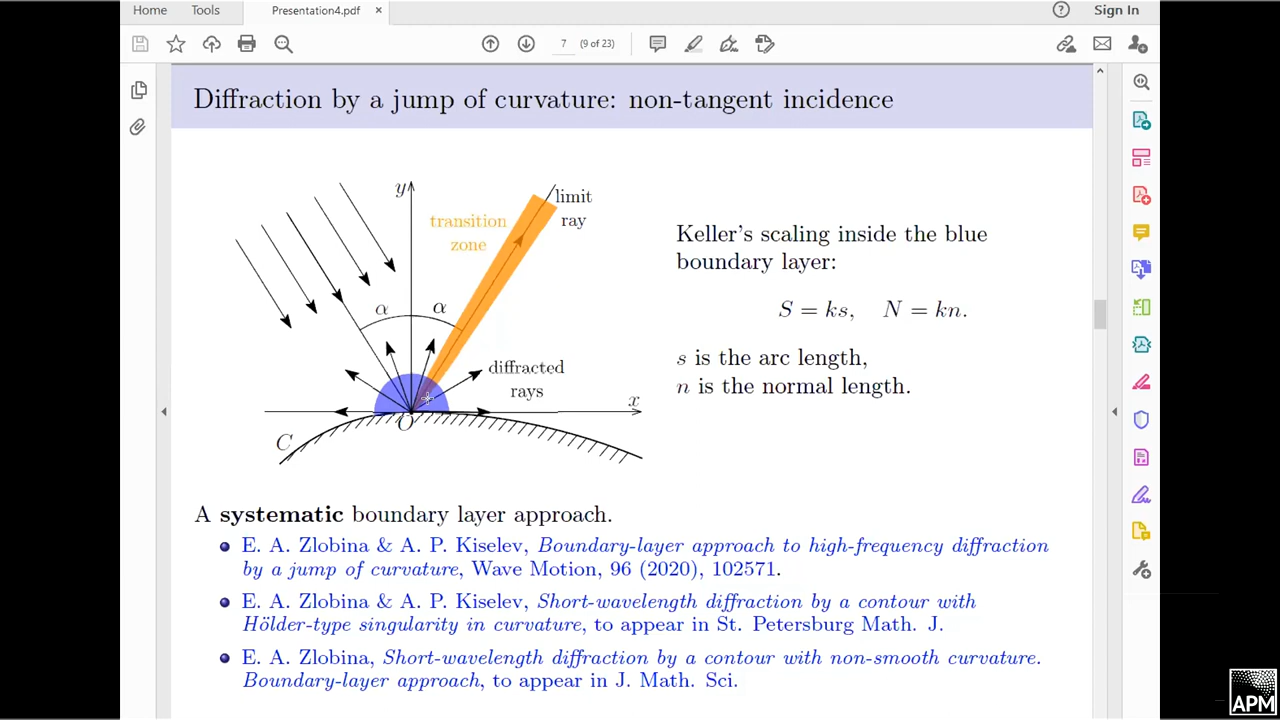 Home Tools Presentation4.pdf × Sign In
7 (9 of 23)
Diffraction by a jump of curvature: non-tangent incidence
y
limit
ray
transition
zone
α α
diffracted
rays
x
O
C
Keller's scaling inside the blue
boundary layer:
S = ks, N = kn.
s is the arc length,
n is the normal length.
A systematic boundary layer approach.
E. A. Zlobina & A. P. Kiselev, Boundary-layer approach to high-frequency diffraction
by a jump of curvature, Wave Motion, 96 (2020), 102571.
E. A. Zlobina & A. P. Kiselev, Short-wavelength diffraction by a contour with
Hölder-type singularity in curvature, to appear in St. Petersburg Math. J.
E. A. Zlobina, Short-wavelength diffraction by a contour with non-smooth curvature.
Boundary-layer approach, to appear in J. Math. Sci.
APM